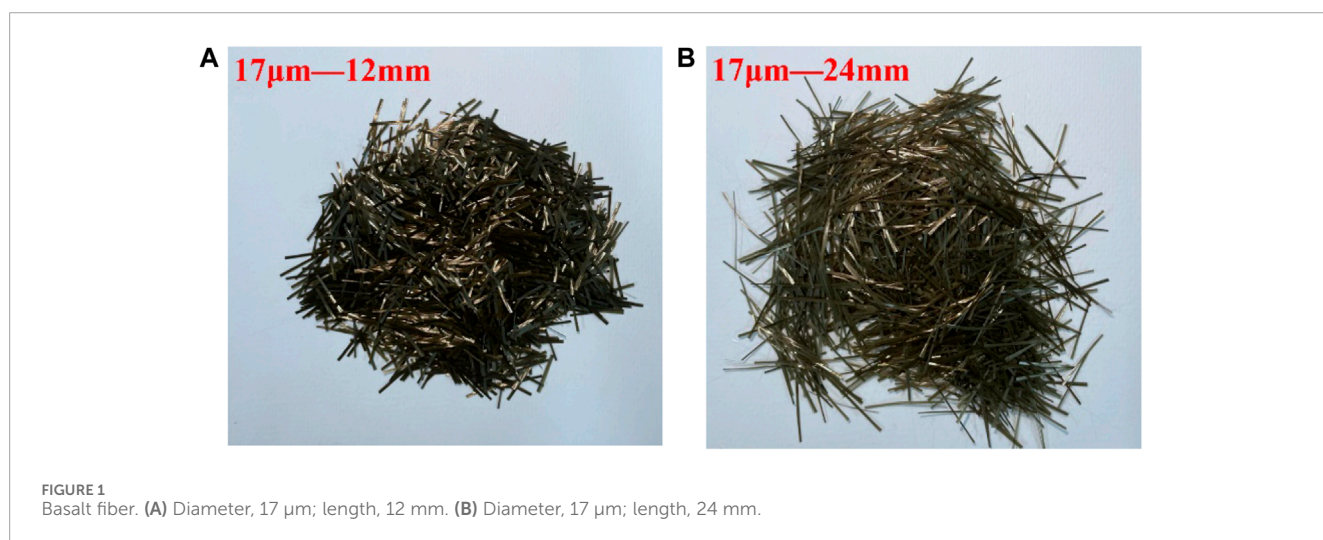 A
17μm—12mm
B
17μm—24mm
FIGURE 1
Basalt fiber. (A) Diameter, 17 μm; length, 12 mm. (B) Diameter, 17 μm; length, 24 mm.